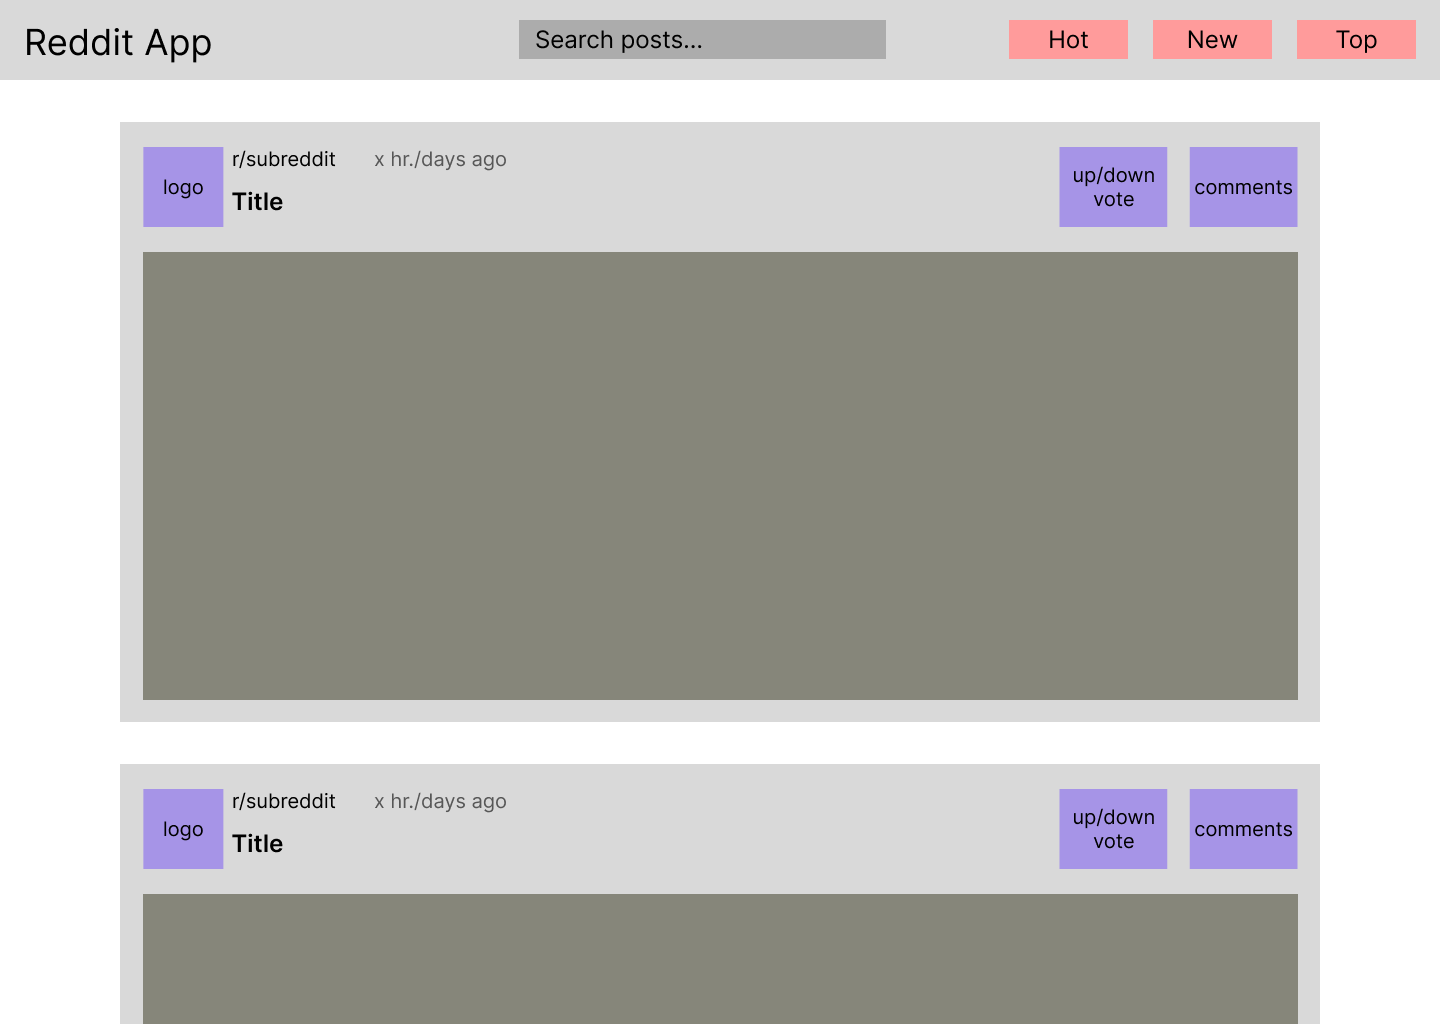 Reddit App
Search posts...
Hot
New
Top
logo
r/subreddit
x hr./days ago
Title
up/down
vote
comments
logo
r/subreddit
x hr./days ago
Title
up/down
vote
comments